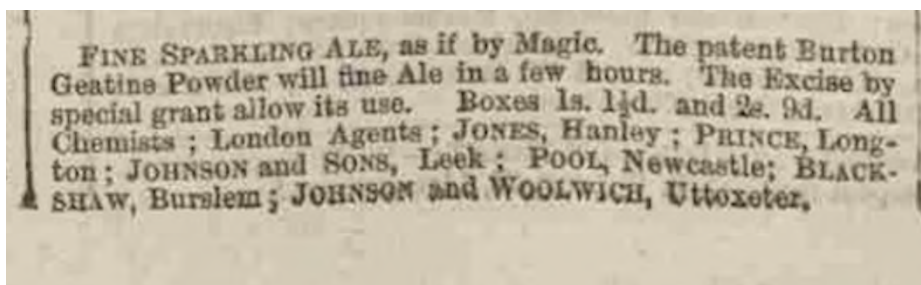 FINE SPARKLING ALE, as if by Magic. The patent Burton
Geatine Powder will fine Ale in a few hours. The Excise by
special grant allow its use. Boxes 1s. 1½d. and 2s. 9d. All
Chemists; London Agents; JONES, Hanley; PRINCE, Long-
ton; JOHNSON and SONS, Leek; POOL, Newcastle; BLACK-
SHAW, Burslem; JOHNSON and WOOLWICH, Uttoxeter.